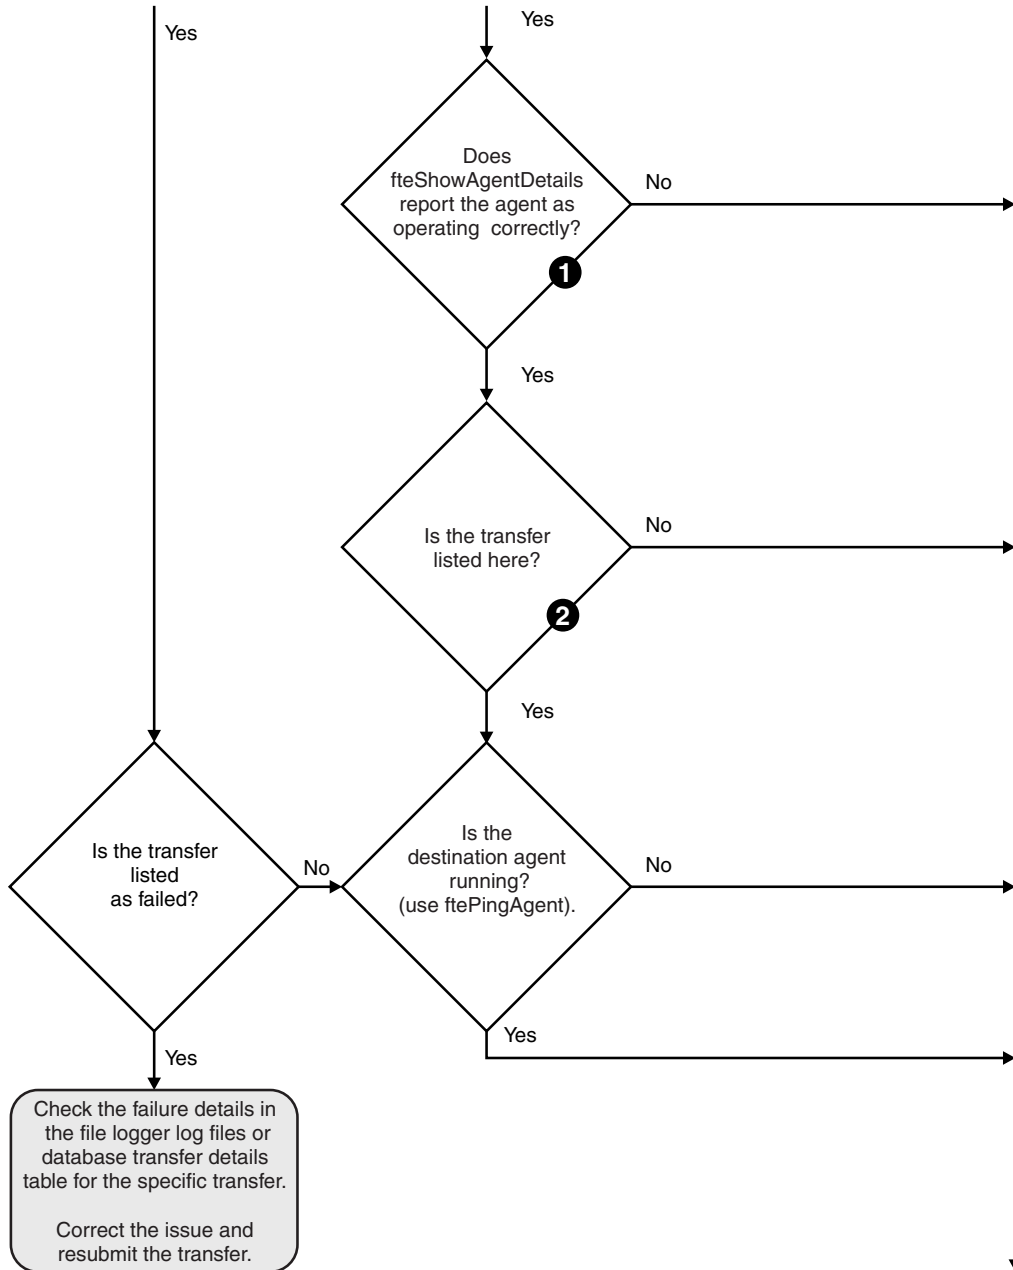 Yes
Yes
Does
fteShowAgentDetails
report the agent as
operating correctly?
No
1
Yes
Is the transfer
listed here?
No
2
Yes
Is the transfer
listed
as failed?
No
Is the
destination agent
running?
(use ftePingAgent).
No
Yes
Yes
Check the failure details in
the file logger log files or
database transfer details
table for the specific transfer.
Correct the issue and
resubmit the transfer.